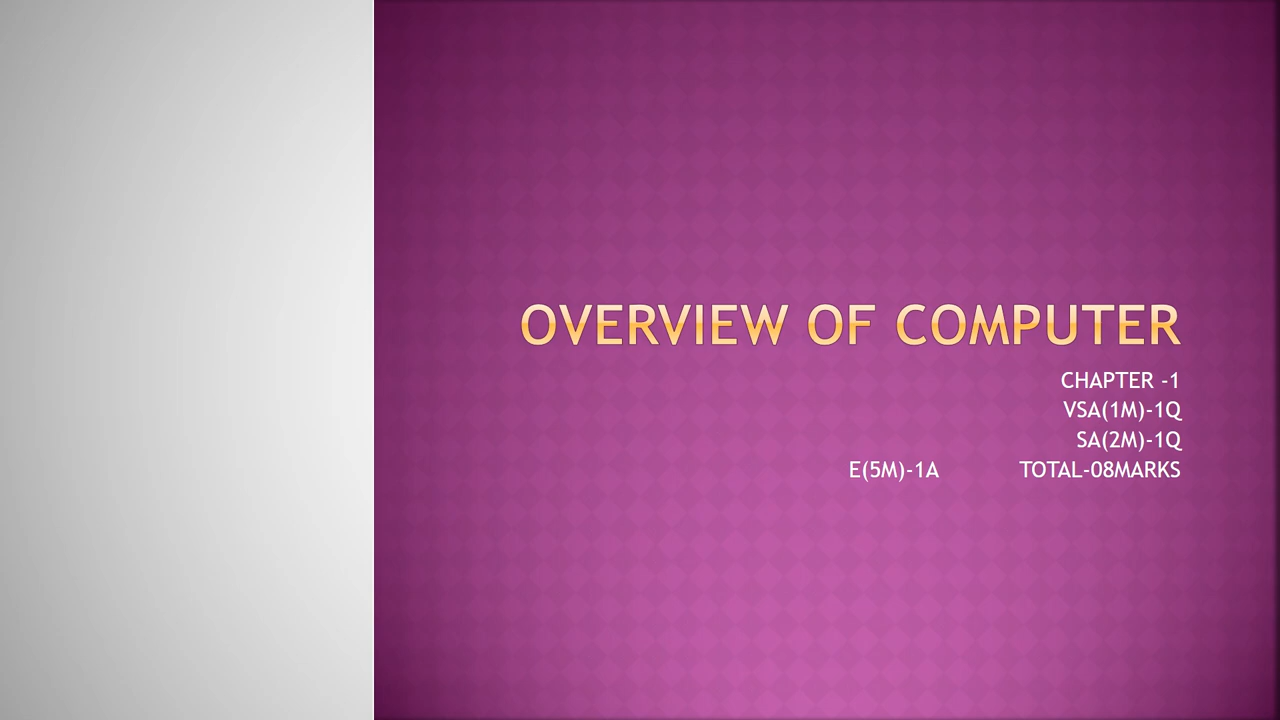 OVERVIEW OF COMPUTER
CHAPTER -1
VSA(1M)-1Q
SA(2M)-1Q
E(5M)-1A TOTAL-08MARKS